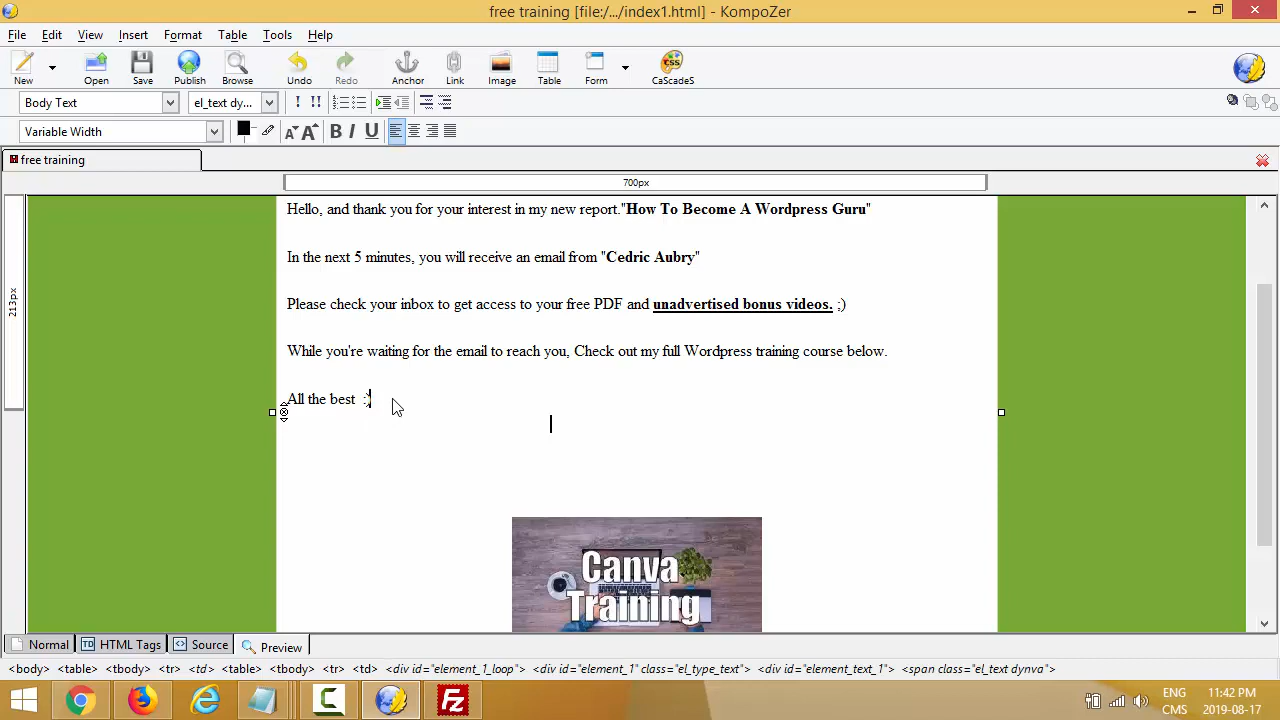 free training [file:/.../index1.html] - KompoZer
File Edit View Insert Format Table Tools Help
New Open Save Publish Browse Undo Redo Anchor Link Image Table Form CaScadeS
Body Text el_text dy...
Variable Width
free training
700px
213px
Hello, and thank you for your interest in my new report."How To Become A Wordpress Guru"
In the next 5 minutes, you will receive an email from "Cedric Aubry"
Please check your inbox to get access to your free PDF and unadvertised bonus videos. ;)
While you're waiting for the email to reach you, Check out my full Wordpress training course below.
All the best :)
Canva
Training
Normal HTML Tags Source Preview
<body> <table> <tbody> <tr> <td> <table> <tbody> <tr> <td> <div id="element_1_loop"> <div id="element_1" class="el_type_text"> <div id="element_text_1"> <span class="el_text dynva">
ENG 11:42 PM
CMS 2019-08-17